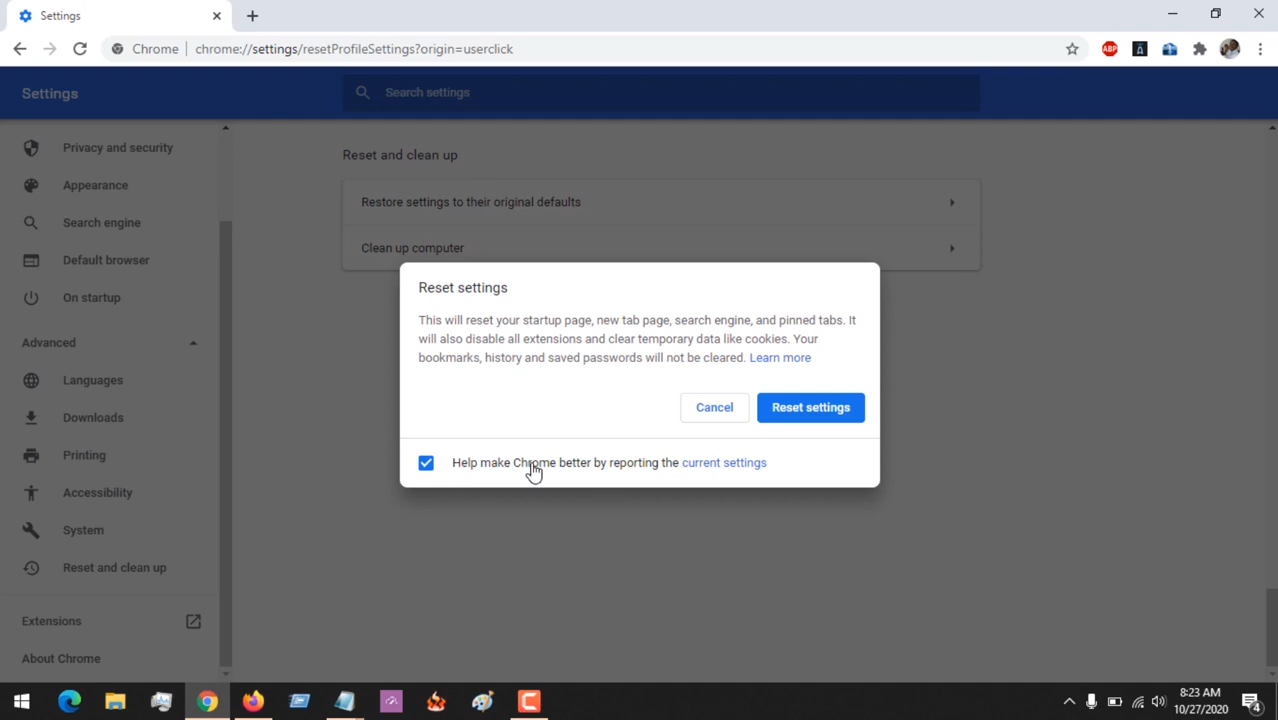 Settings
Chrome
chrome://settings/resetProfileSettings?origin=userclick
ABP
Settings
Search settings
Privacy and security
Appearance
Search engine
Default browser
On startup
Advanced
Languages
Downloads
Printing
Accessibility
System
Reset and clean up
Extensions
About Chrome
Reset and clean up
Restore settings to their original defaults
Clean up computer
Reset settings
This will reset your startup page, new tab page, search engine, and pinned tabs. It
will also disable all extensions and clear temporary data like cookies. Your
bookmarks, history and saved passwords will not be cleared. Learn more
Cancel
Reset settings
Help make Chrome better by reporting the current settings
8:23 AM
10/27/2020
4